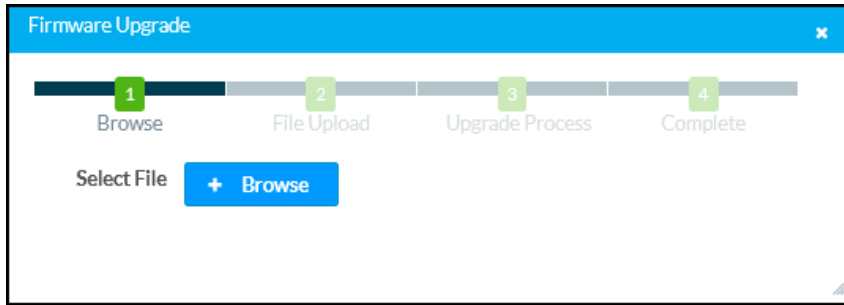 Firmware Upgrade
1 2 3 4
Browse File Upload Upgrade Process Complete
Select File + Browse